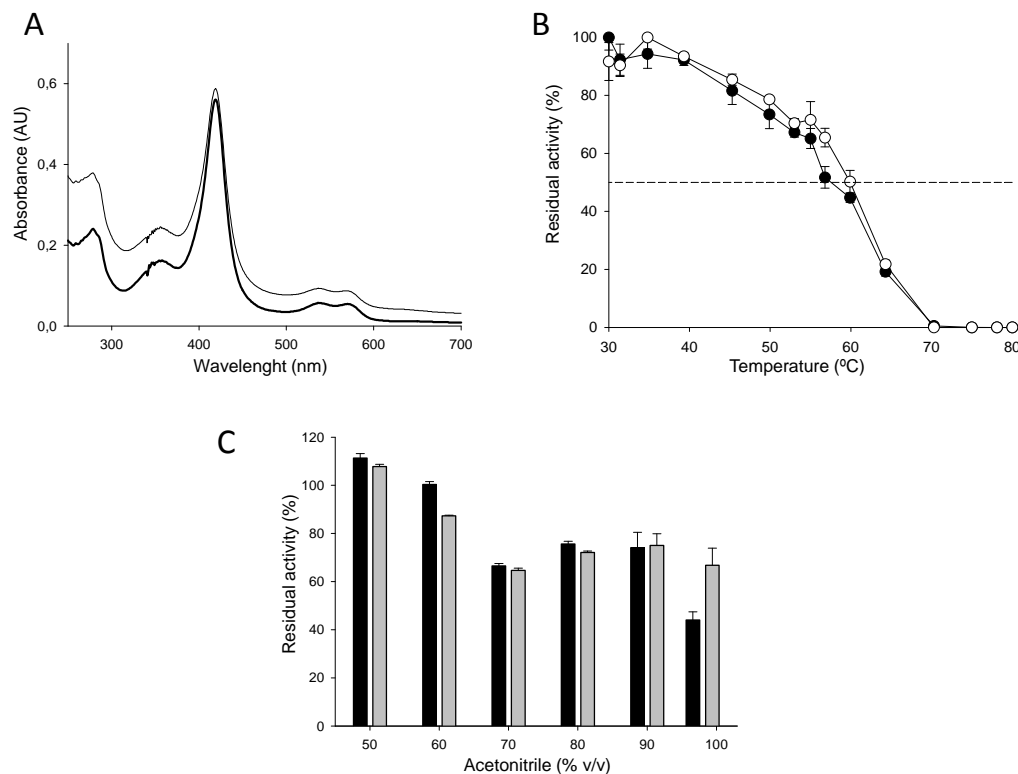 A
Absorbance (AU)
0,6
0,4
0,2
0,0
300 400 500 600 700
Wavelenght (nm)
B
Residual activity (%)
100
80
60
40
20
0
30 40 50 60 70 80
Temperature (ºC)
C
Residual activity (%)
120
100
80
60
40
20
0
50 60 70 80 90 100
Acetonitrile (% v/v)